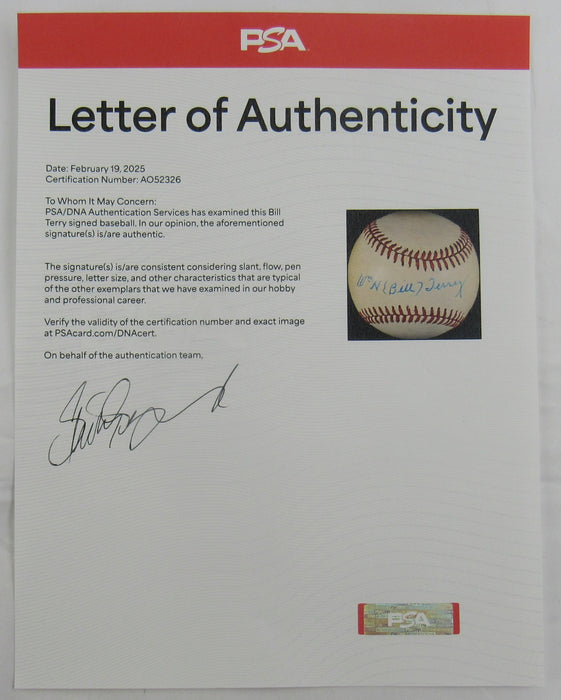 PSA
Letter of Authenticity
Date: February 19, 2025
Certification Number: AO52326
To Whom It May Concern:
PSA/DNA Authentication Services has examined this Bill
Terry signed baseball. In our opinion, the aforementioned
signature(s) is/are authentic.
The signature(s) is/are consistent considering slant, flow, pen
pressure, letter size, and other characteristics that are typical
of the other exemplars that we have examined in our hobby
and professional career.
Verify the validity of the certification number and exact image
at PSAcard.com/DNAcert.
On behalf of the authentication team,
Wm H (Bill) Terry
PSA